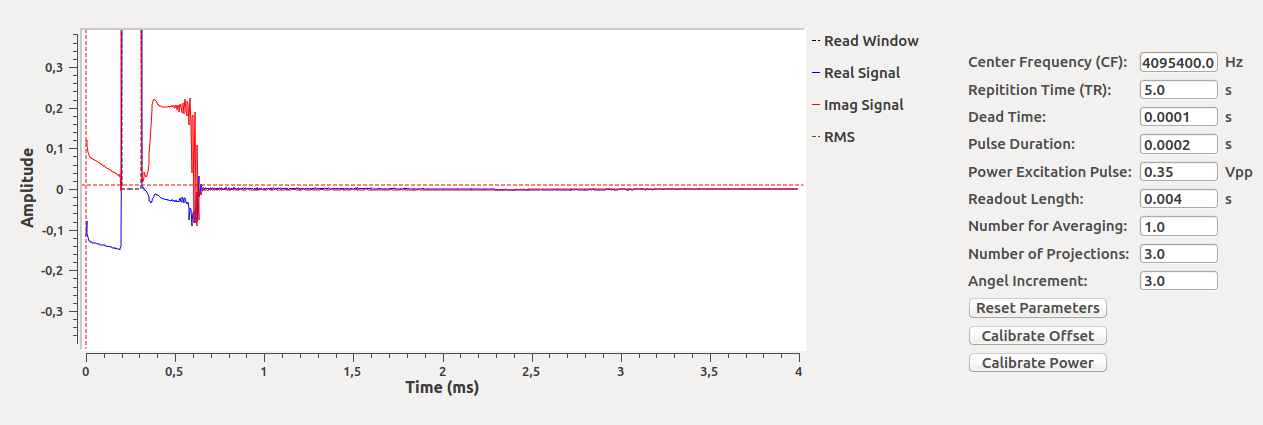 0,3
0,2
0,1
0
-0,1
-0,2
-0,3
Amplitude
0 0,5 1 1,5 2 2,5 3 3,5 4
Time (ms)
Read Window
Real Signal
Imag Signal
RMS
Center Frequency (CF): 4095400.0 Hz
Repitition Time (TR): 5.0 s
Dead Time: 0.0001 s
Pulse Duration: 0.0002 s
Power Excitation Pulse: 0.35 Vpp
Readout Length: 0.004 s
Number for Averaging: 1.0
Number of Projections: 3.0
Angel Increment: 3.0
Reset Parameters
Calibrate Offset
Calibrate Power